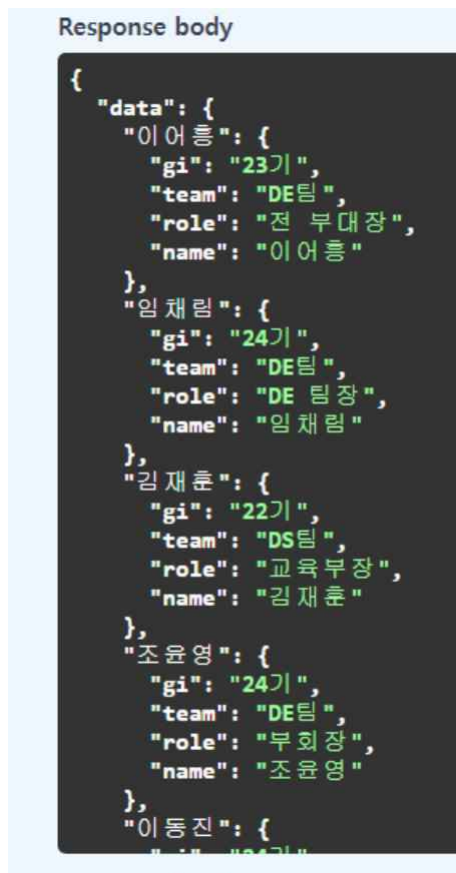 Response body
{
"data": {
"이어흥": {
"gi": "23기",
"team": "DE팀",
"role": "전 부대장",
"name": "이어흥"
},
"임채림": {
"gi": "24기",
"team": "DE팀",
"role": "DE 팀장",
"name": "임채림"
},
"김재훈": {
"gi": "22기",
"team": "DS팀",
"role": "교육부장",
"name": "김재훈"
},
"조윤영": {
"gi": "24기",
"team": "DE팀",
"role": "부회장",
"name": "조윤영"
},
"이동진": {